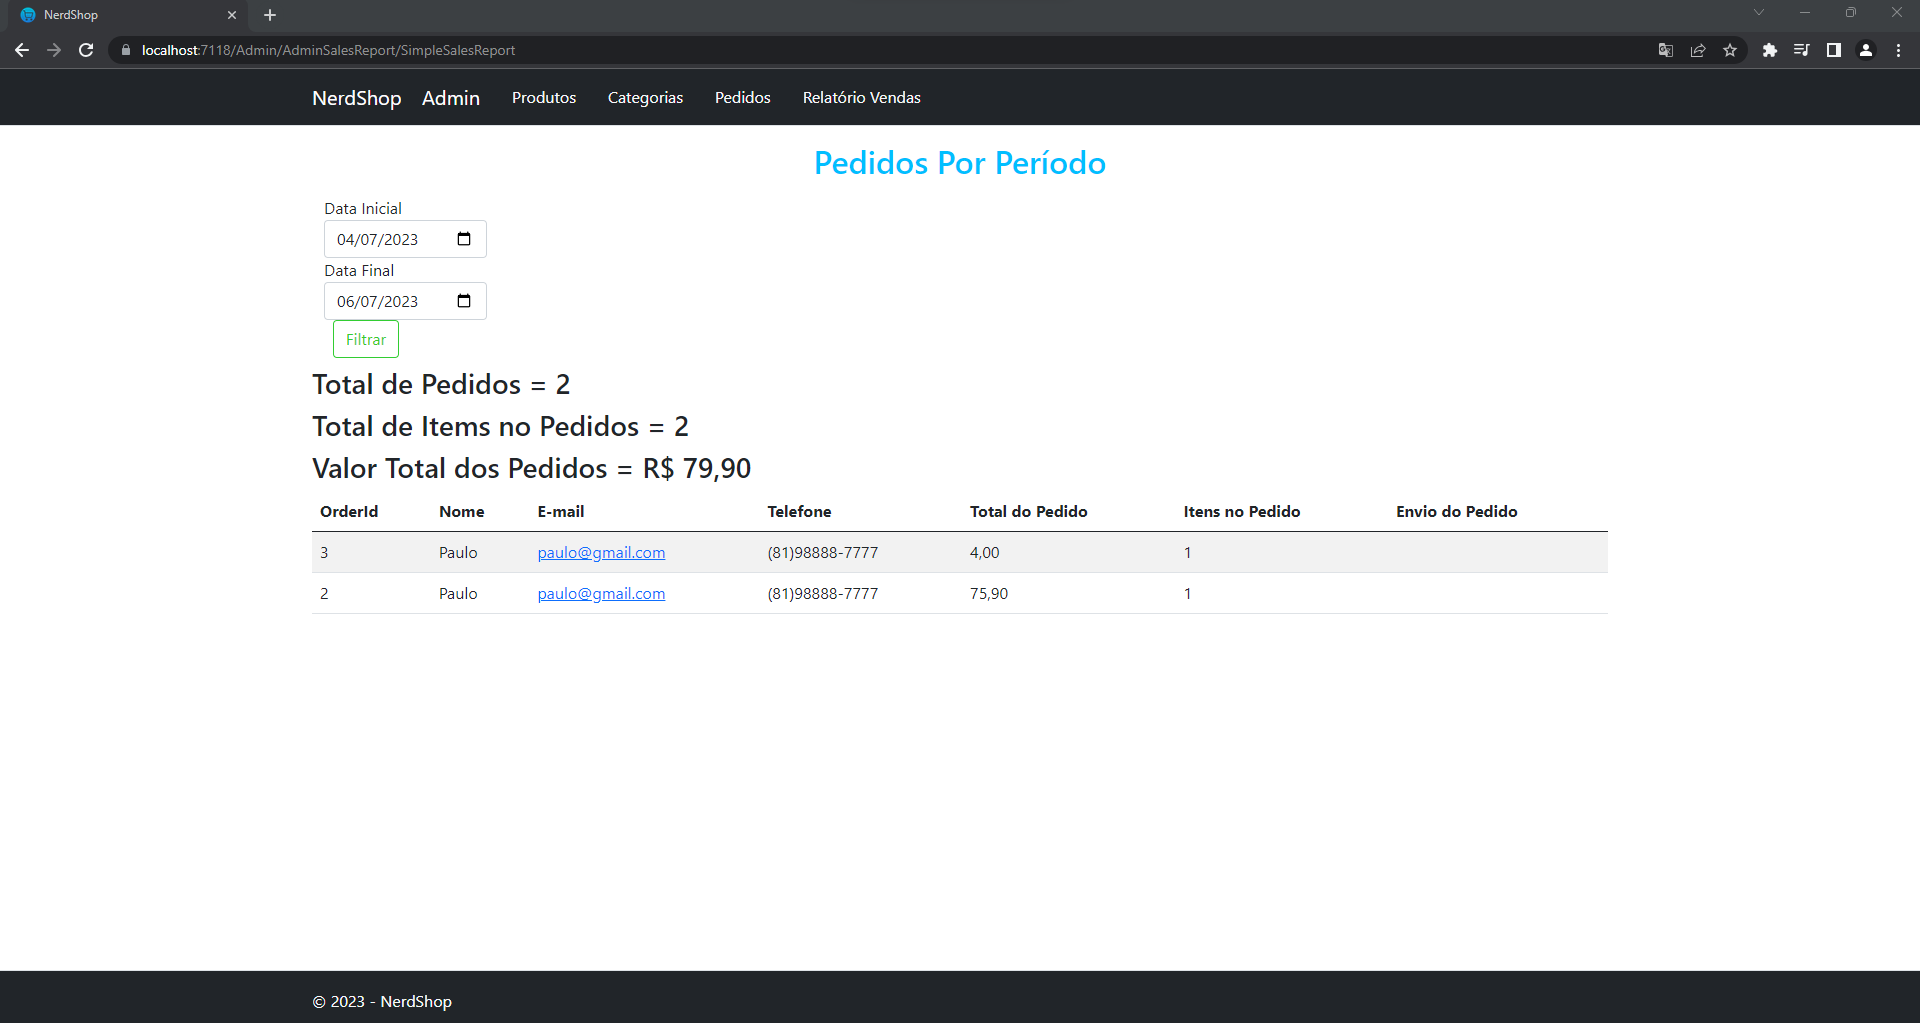 NerdShop
localhost:7118/Admin/AdminSalesReport/SimpleSalesReport
NerdShop Admin Produtos Categorias Pedidos Relatório Vendas
Pedidos Por Período
Data Inicial
04/07/2023
Data Final
06/07/2023
Filtrar
Total de Pedidos = 2
Total de Items no Pedidos = 2
Valor Total dos Pedidos = R$ 79,90
OrderId Nome E-mail Telefone Total do Pedido Itens no Pedido Envio do Pedido
3 Paulo paulo@gmail.com (81)98888-7777 4,00 1
2 Paulo paulo@gmail.com (81)98888-7777 75,90 1
© 2023 - NerdShop